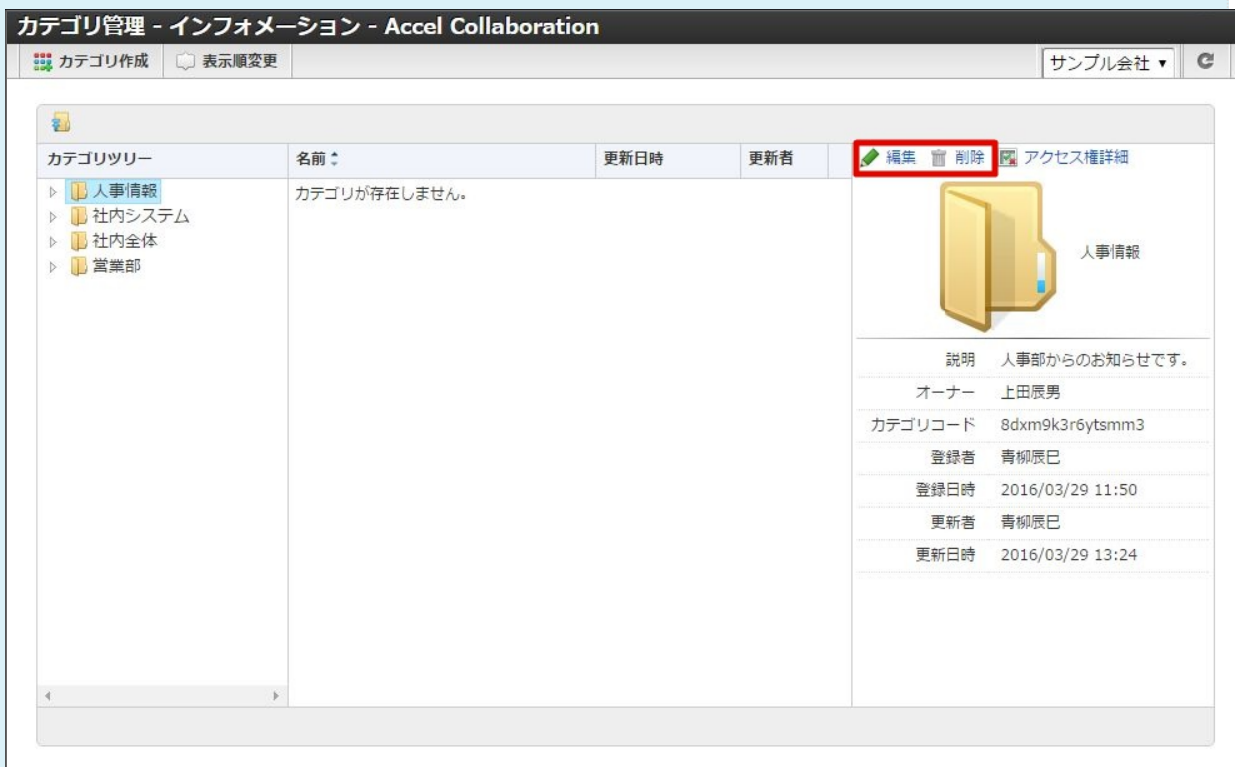 カテゴリ管理 - インフォメーション - Accel Collaboration
カテゴリ作成 表示順変更 サンプル会社
カテゴリツリー
人事情報
社内システム
社内全体
営業部
名前 更新日時 更新者
カテゴリが存在しません。
編集 削除 アクセス権詳細
人事情報
説明 人事部からのお知らせです。
オーナー 上田辰男
カテゴリコード 8dxm9k3r6ytsmm3
登録者 青柳辰巳
登録日時 2016/03/29 11:50
更新者 青柳辰巳
更新日時 2016/03/29 13:24